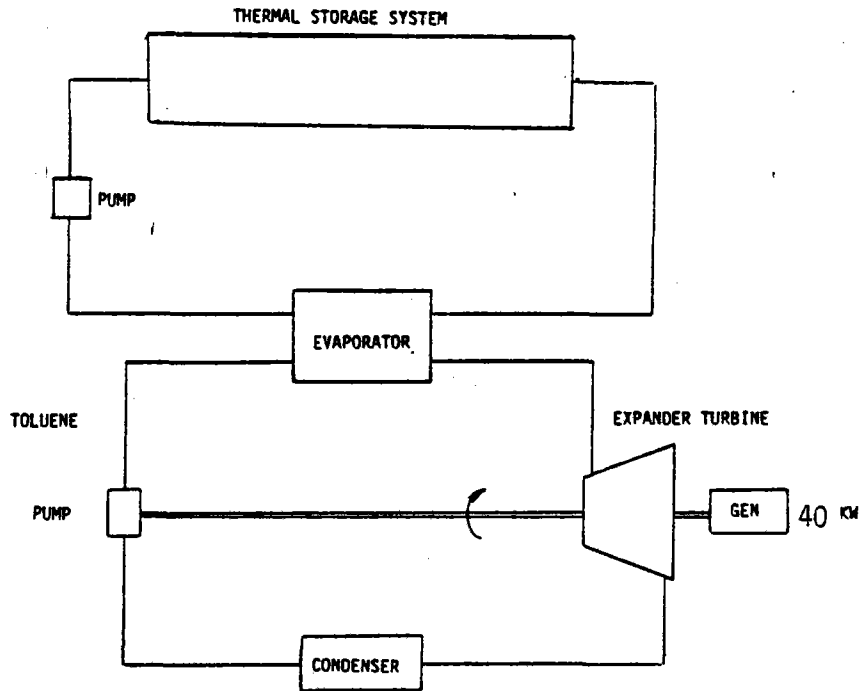 THERMAL STORAGE SYSTEM
PUMP
EVAPORATOR
TOLUENE
EXPANDER TURBINE
PUMP
GEN
40 KW
CONDENSER